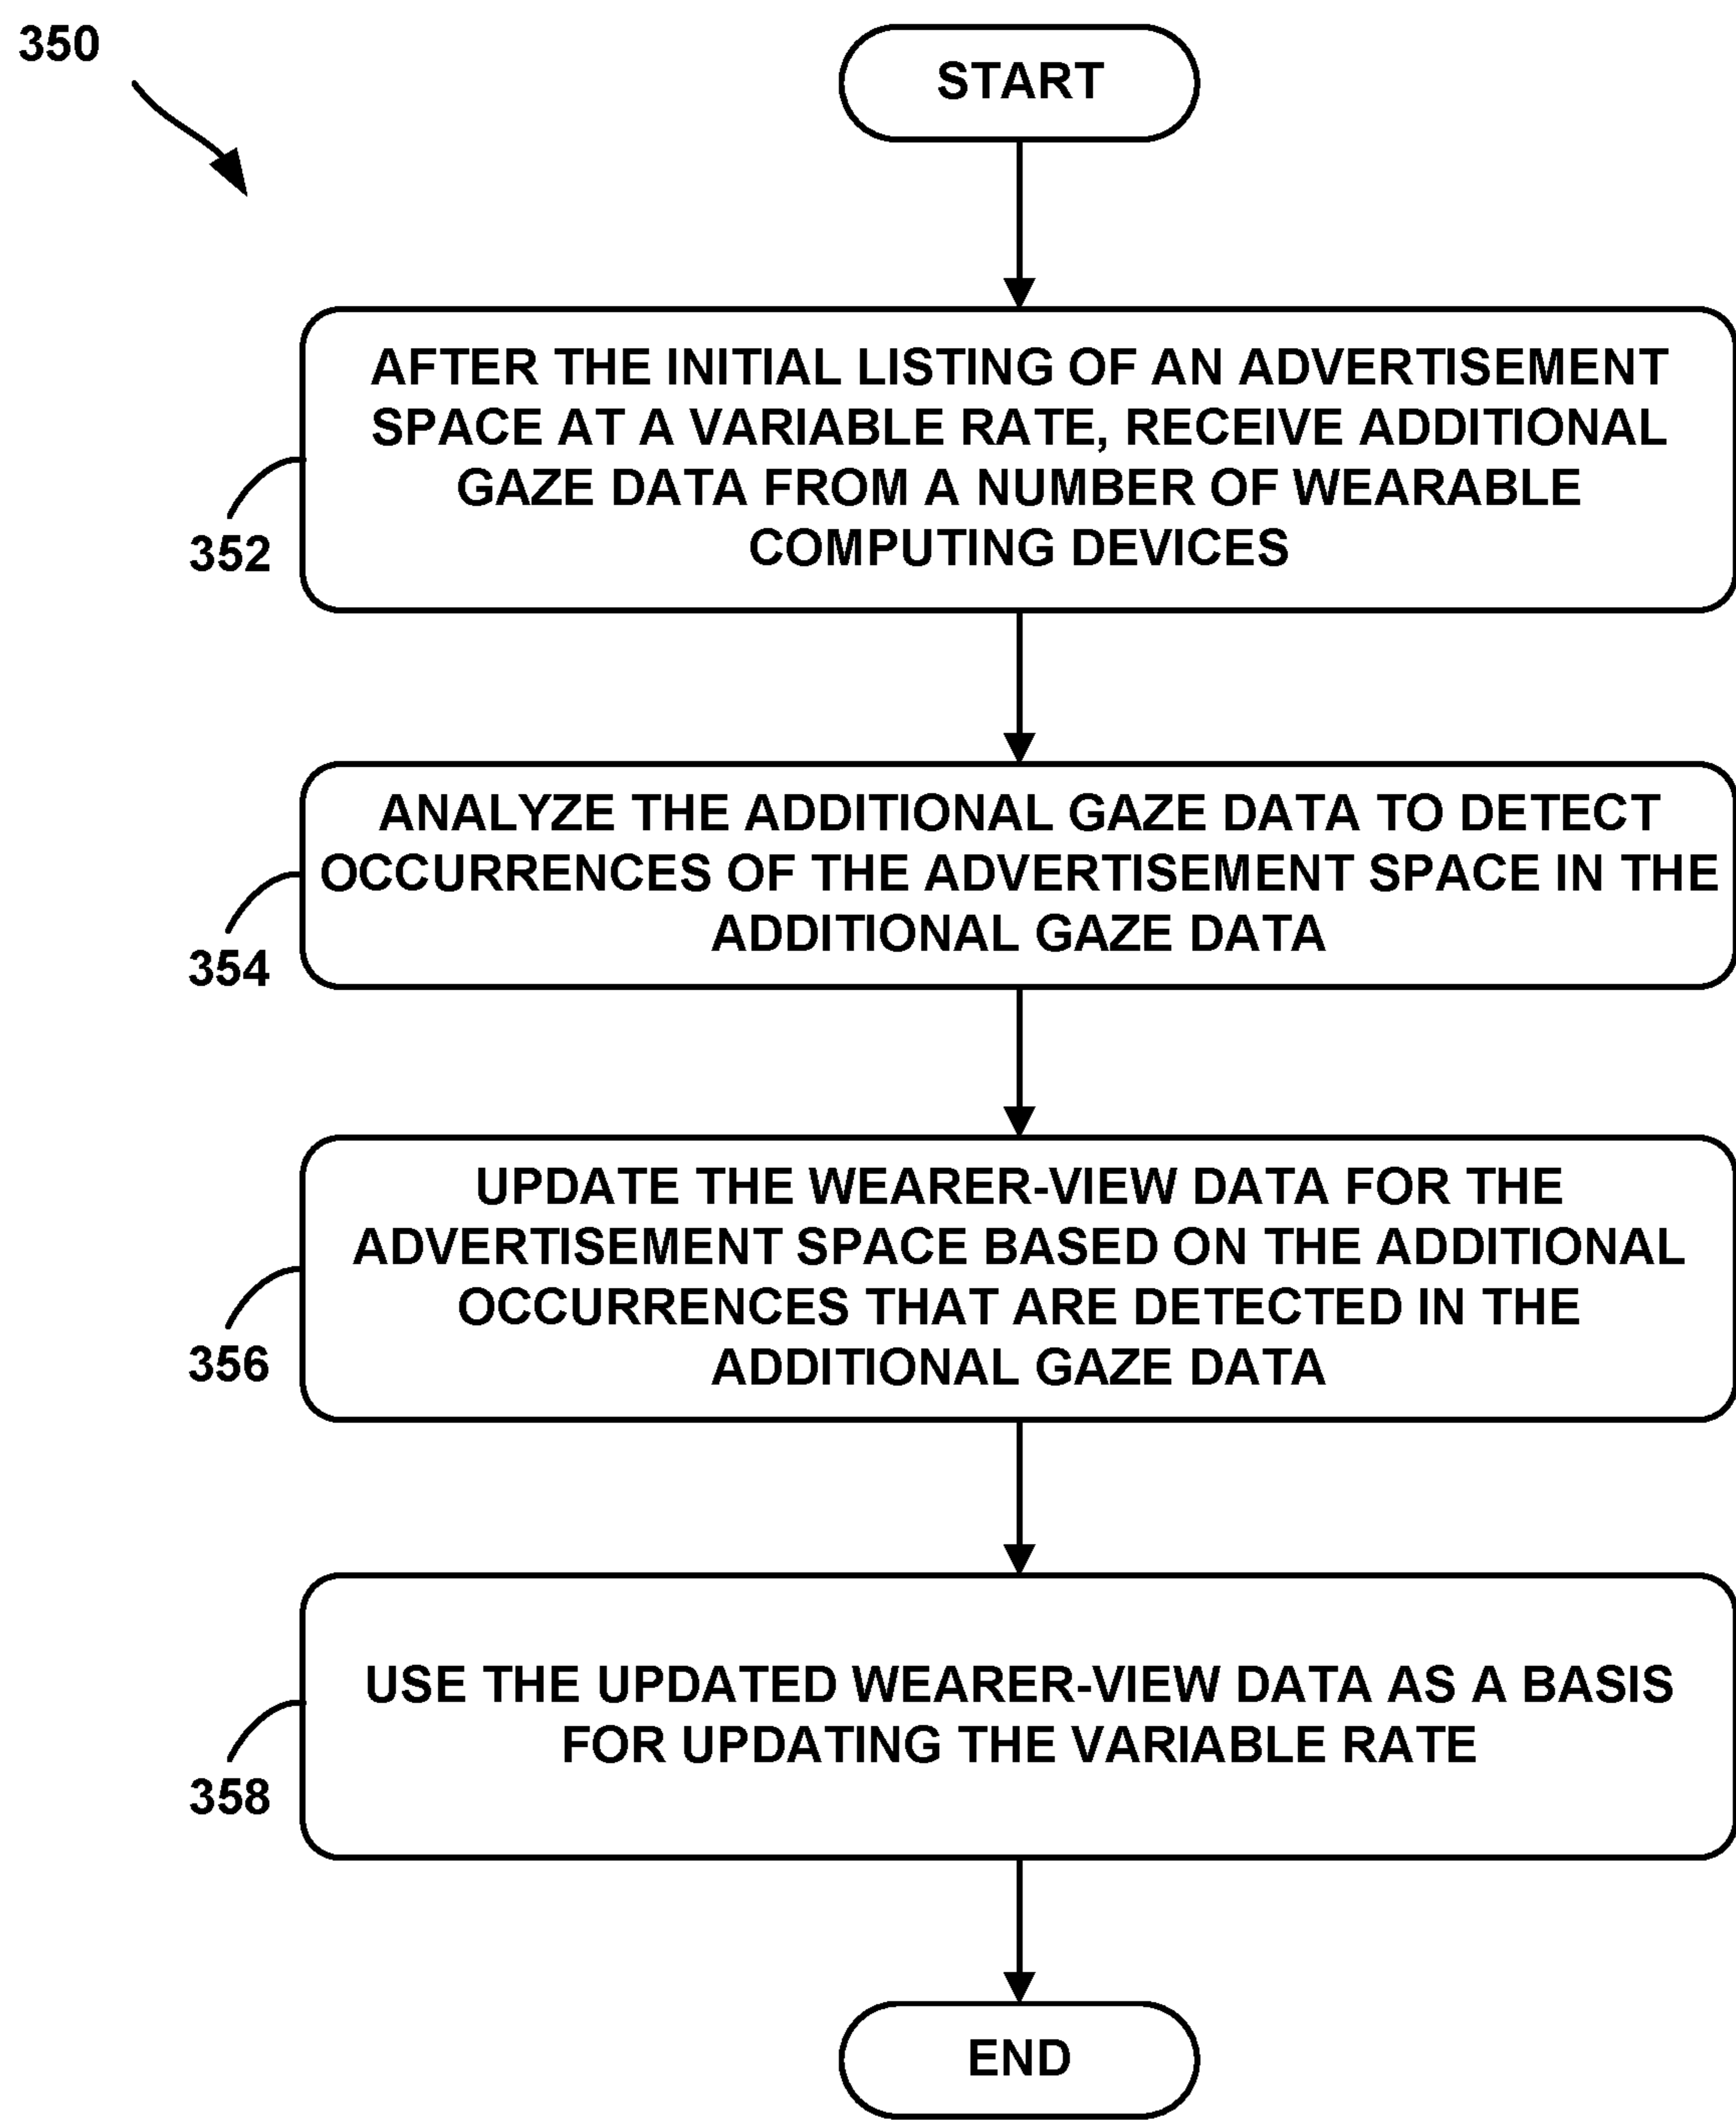 350
START
AFTER THE INITIAL LISTING OF AN ADVERTISEMENT
SPACE AT A VARIABLE RATE, RECEIVE ADDITIONAL
GAZE DATA FROM A NUMBER OF WEARABLE
COMPUTING DEVICES
352
ANALYZE THE ADDITIONAL GAZE DATA TO DETECT
OCCURRENCES OF THE ADVERTISEMENT SPACE IN THE
ADDITIONAL GAZE DATA
354
UPDATE THE WEARER-VIEW DATA FOR THE
ADVERTISEMENT SPACE BASED ON THE ADDITIONAL
OCCURRENCES THAT ARE DETECTED IN THE
ADDITIONAL GAZE DATA
356
USE THE UPDATED WEARER-VIEW DATA AS A BASIS
FOR UPDATING THE VARIABLE RATE
358
END